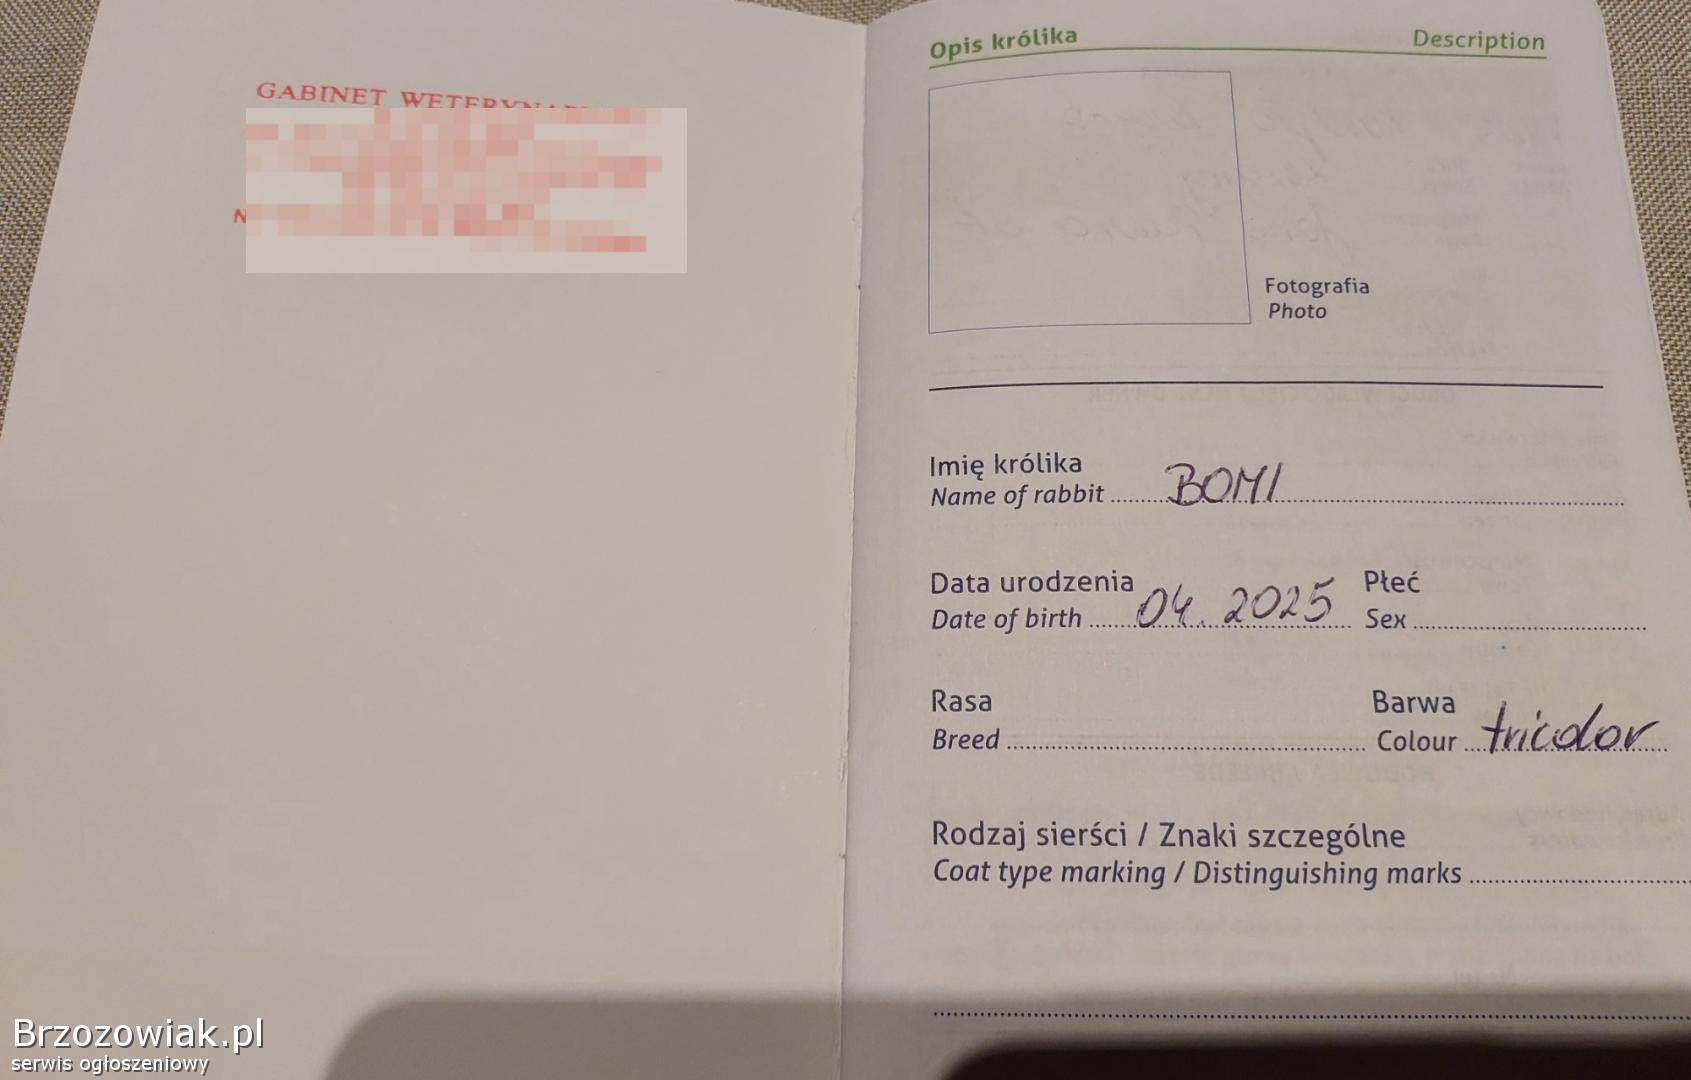 GABINET
N
Opis królika Description
Fotografia
Photo
Imię królika
Name of rabbit BOMI
Data urodzenia Płeć
Date of birth 04. 2025 Sex
Rasa Barwa
Breed Colour tricolor
Rodzaj sierści / Znaki szczególne
Coat type marking / Distinguishing marks
Brzozowiak.pl
serwis ogłoszeniowy